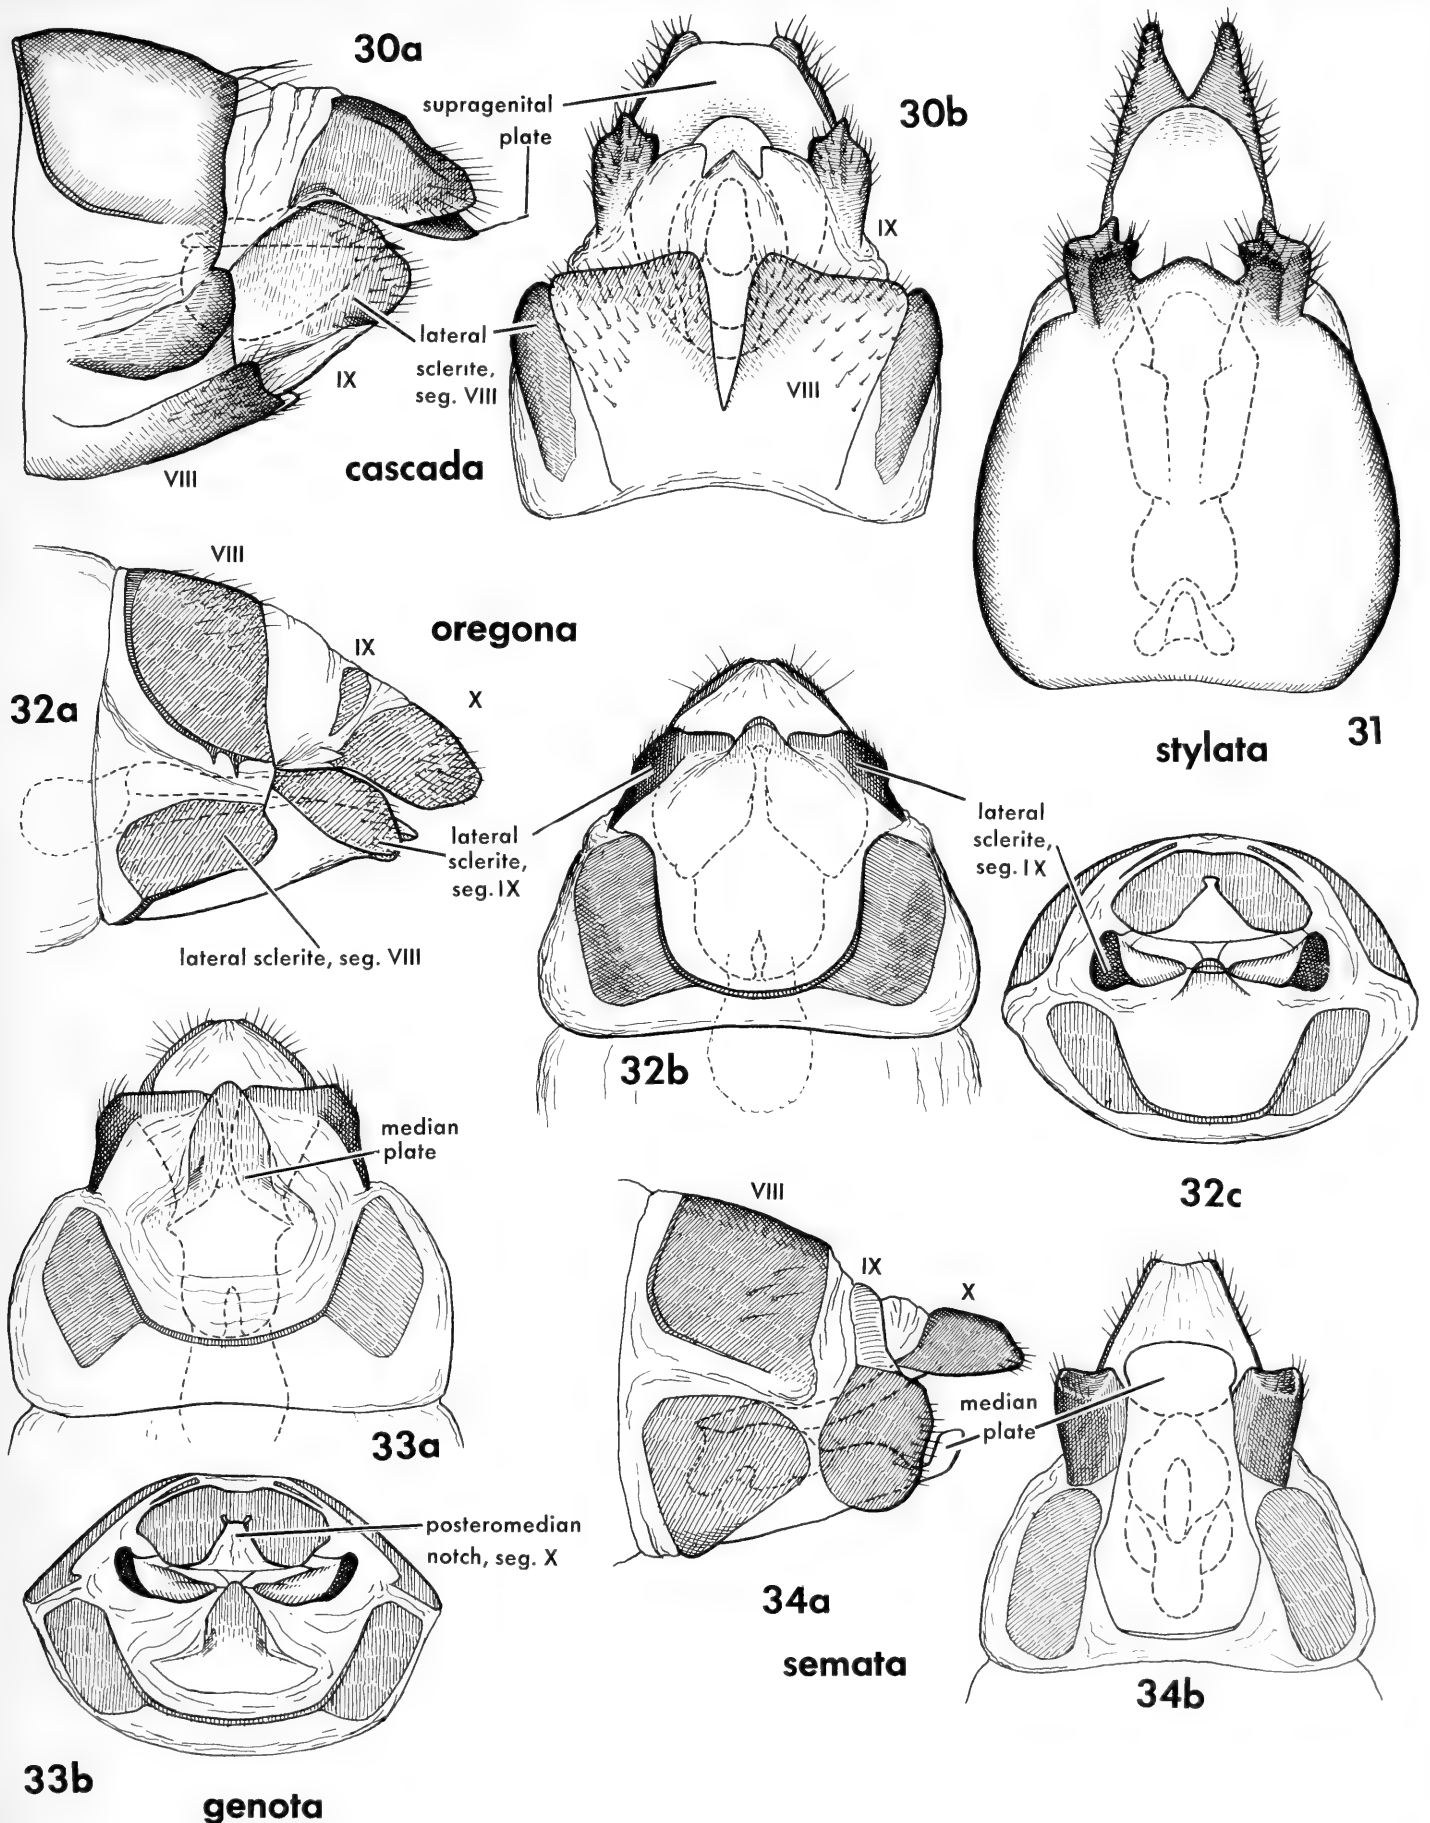 30a
supragenital
plate
30b
IX
lateral
sclerite,
seg. VIII
IX
VIII
cascada
VIII
31
stylata
VIII
oregona
IX
X
32a
lateral
sclerite,
seg. IX
lateral
sclerite,
seg. IX
lateral sclerite, seg. VIII
32b
32c
median
plate
33a
VIII
IX
X
median
plate
posteromedian
notch, seg. X
34a
semata
34b
33b
genota